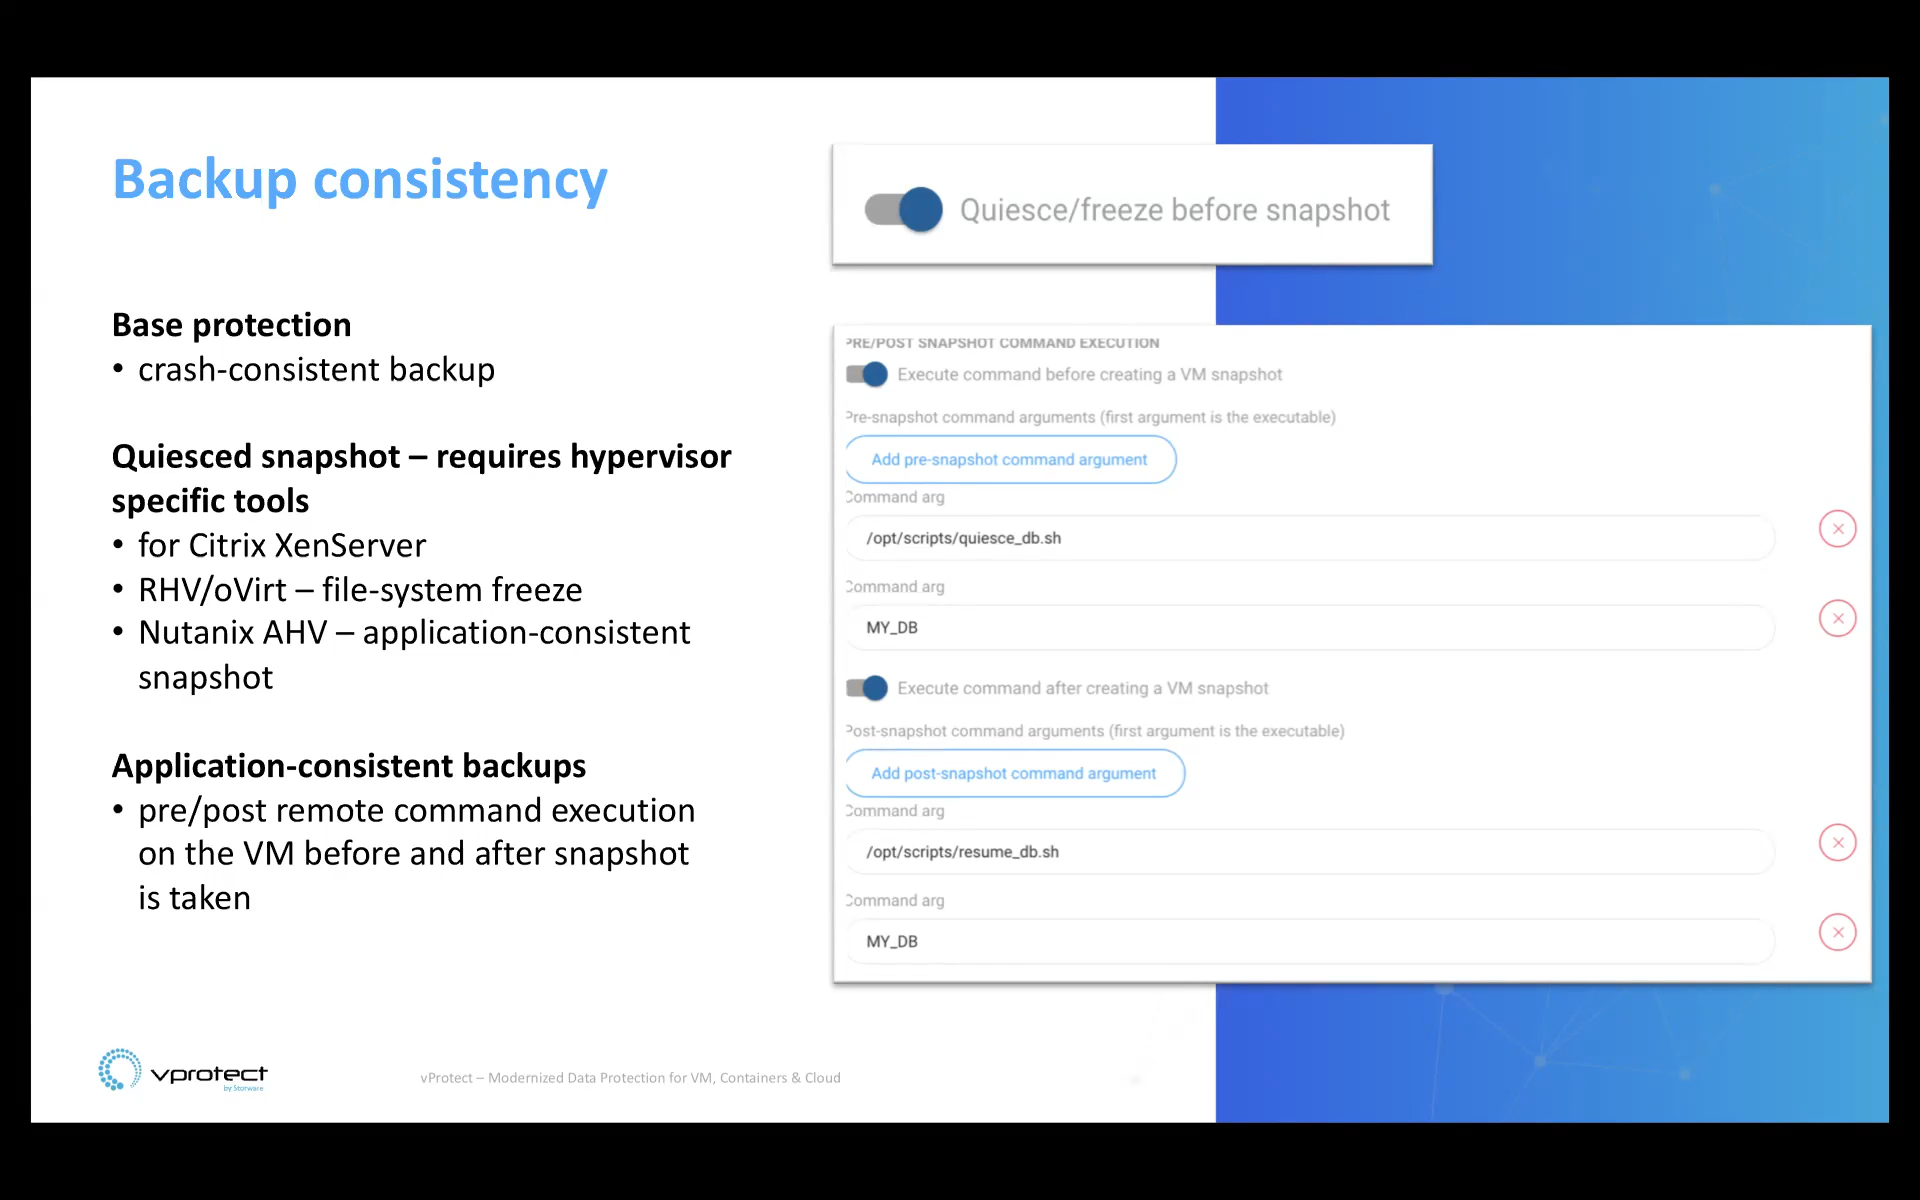 Backup consistency
Base protection
• crash-consistent backup
Quiesced snapshot – requires hypervisor
specific tools
• for Citrix XenServer
• RHV/oVirt – file-system freeze
• Nutanix AHV – application-consistent
snapshot
Application-consistent backups
• pre/post remote command execution
on the VM before and after snapshot
is taken
Quiesce/freeze before snapshot
PRE/POST SNAPSHOT COMMAND EXECUTION
Execute command before creating a VM snapshot
Pre-snapshot command arguments (first argument is the executable)
Add pre-snapshot command argument
Command arg
/opt/scripts/quiesce_db.sh
Command arg
MY_DB
Execute command after creating a VM snapshot
Post-snapshot command arguments (first argument is the executable)
Add post-snapshot command argument
Command arg
/opt/scripts/resume_db.sh
Command arg
MY_DB
vprotect
by Storware
vProtect – Modernized Data Protection for VM, Containers & Cloud